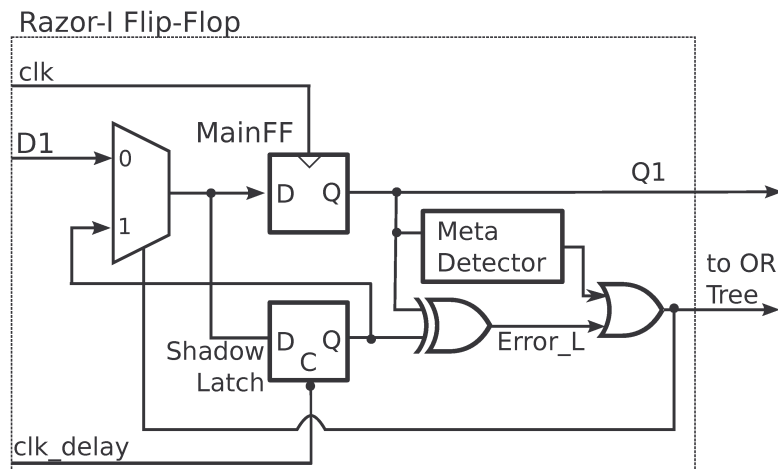 Razor-I Flip-Flop
clk
MainFF
D1
0
D Q
Q1
1
Meta
Detector
to OR
Tree
D Q
C
Shadow
Latch
Error_L
clk_delay